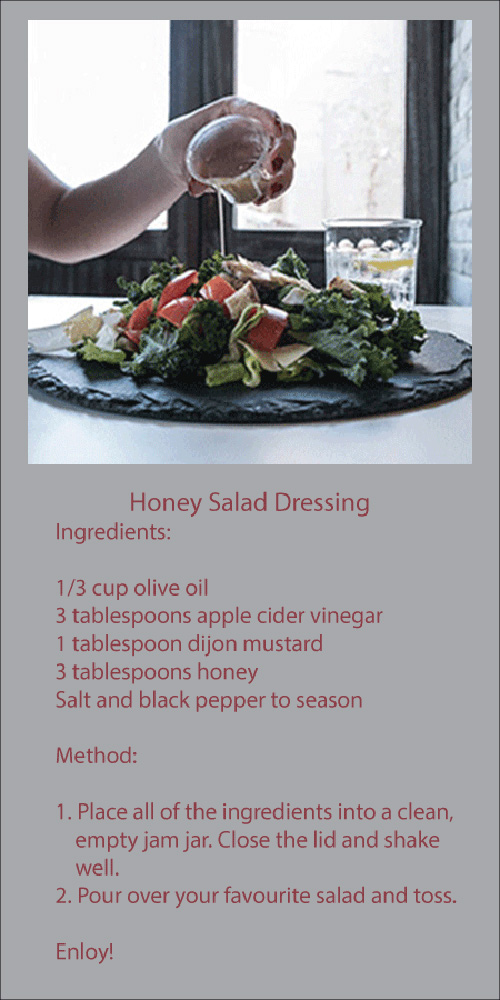 Honey Salad Dressing
Ingredients:
1/3 cup olive oil
3 tablespoons apple cider vinegar
1 tablespoon dijon mustard
3 tablespoons honey
Salt and black pepper to season
Method:
1. Place all of the ingredients into a clean,
empty jam jar. Close the lid and shake
well.
2. Pour over your favourite salad and toss.
Enloy!